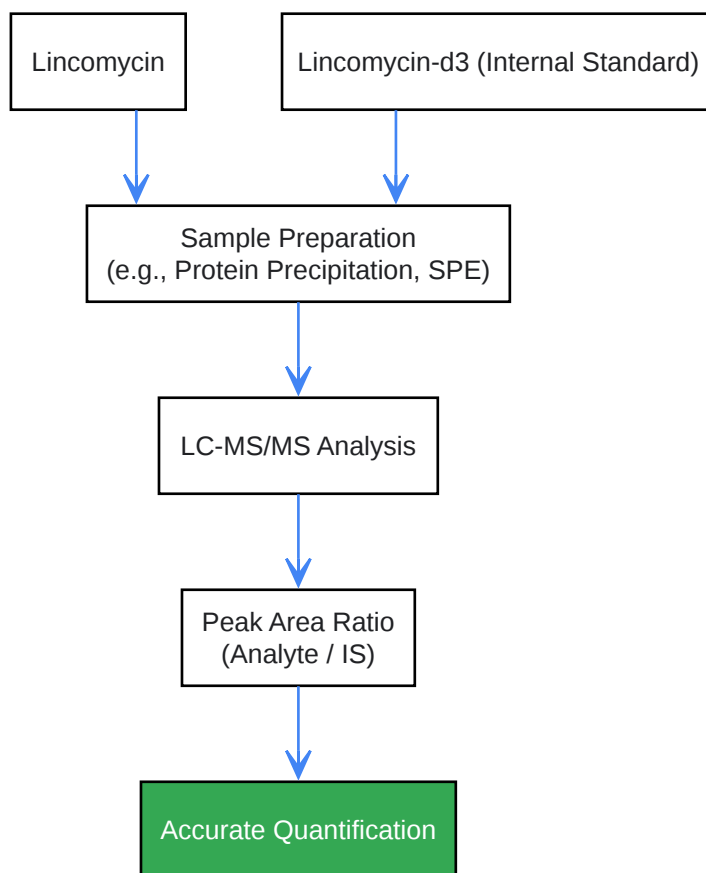 Lincomycin
Lincomycin-d3 (Internal Standard)
Sample Preparation
(e.g., Protein Precipitation, SPE)
LC-MS/MS Analysis
Peak Area Ratio
(Analyte / IS)
Accurate Quantification